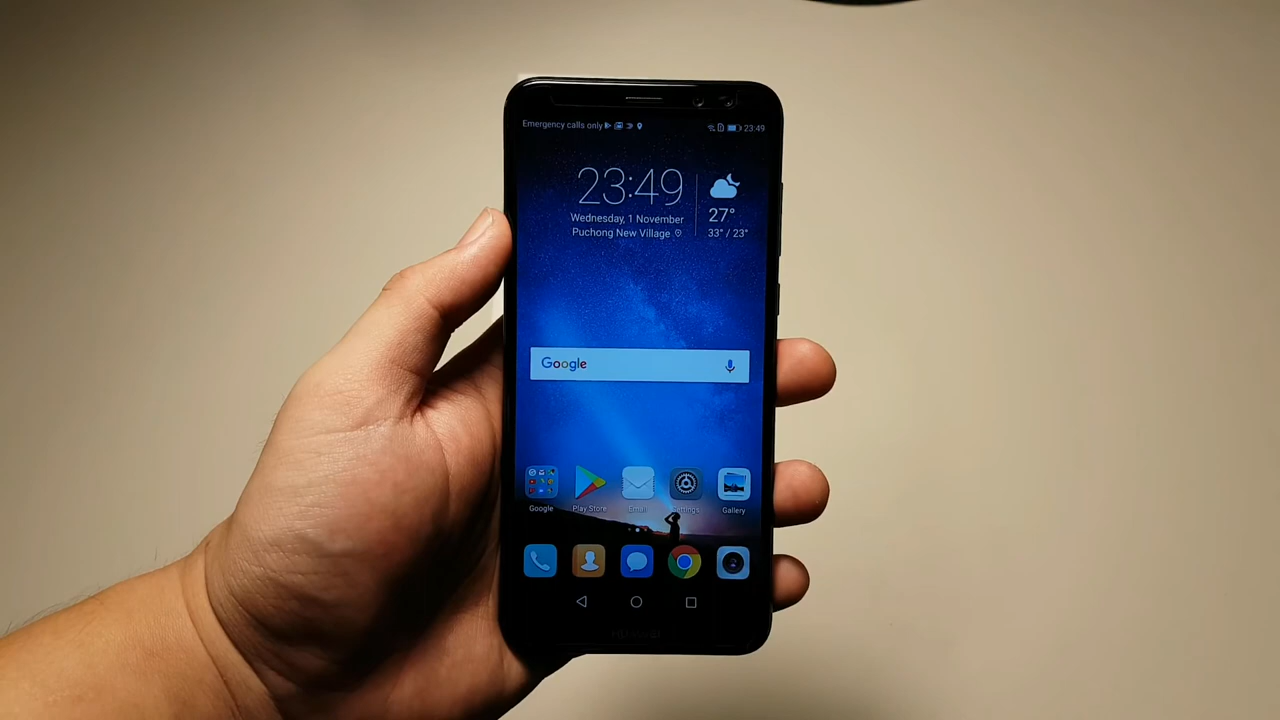 Emergency calls only
23:49
23:49
27°
Wednesday, 1 November
Puchong New Village
33° / 23°
Google
Google
Play Store
Email
Settings
Gallery
HUAWEI